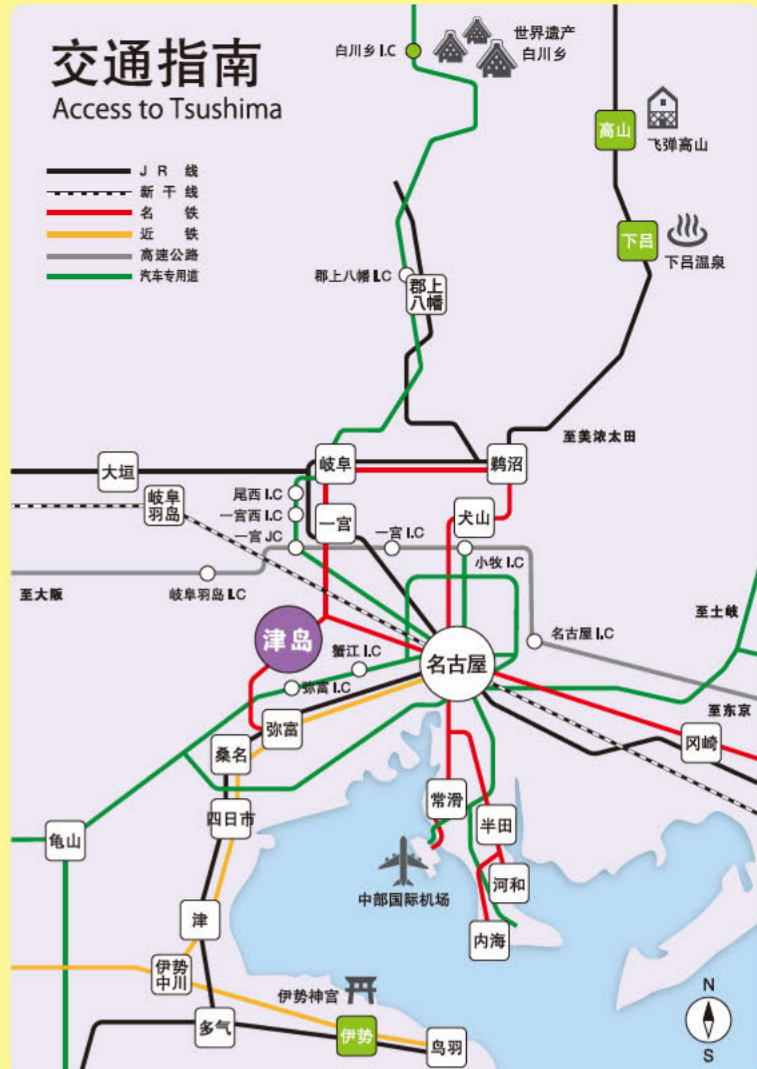 交通指南
Access to Tsushima
JR 线
新干线
名铁
近铁
高速公路
汽车专用道
白川乡 I.C
世界遗产
白川乡
高山
飞弹高山
下吕
下吕温泉
郡上八幡 I.C
郡上
八幡
至美浓太田
大垣
岐阜
鹈沼
岐阜
羽岛
尾西 I.C
一宫西 I.C
一宫 JC
一宫
一宫 I.C
犬山
小牧 I.C
至大阪
岐阜羽岛 I.C
至土岐
津岛
蟹江 I.C
名古屋
名古屋 I.C
弥富 I.C
至东京
弥富
桑名
冈崎
四日市
龟山
常滑
半田
中部国际机场
河和
津
内海
伊势
中川
伊势神宫
多气
伊势
鸟羽
N
S